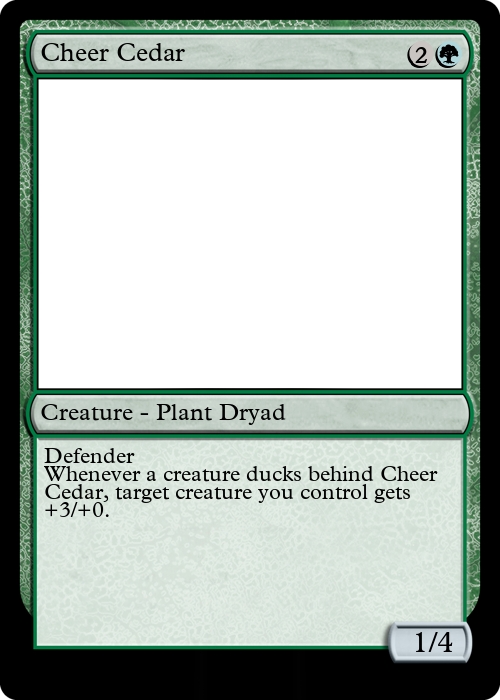 Cheer Cedar 2
Creature - Plant Dryad
Defender
Whenever a creature ducks behind Cheer
Cedar, target creature you control gets
+3/+0.
1/4